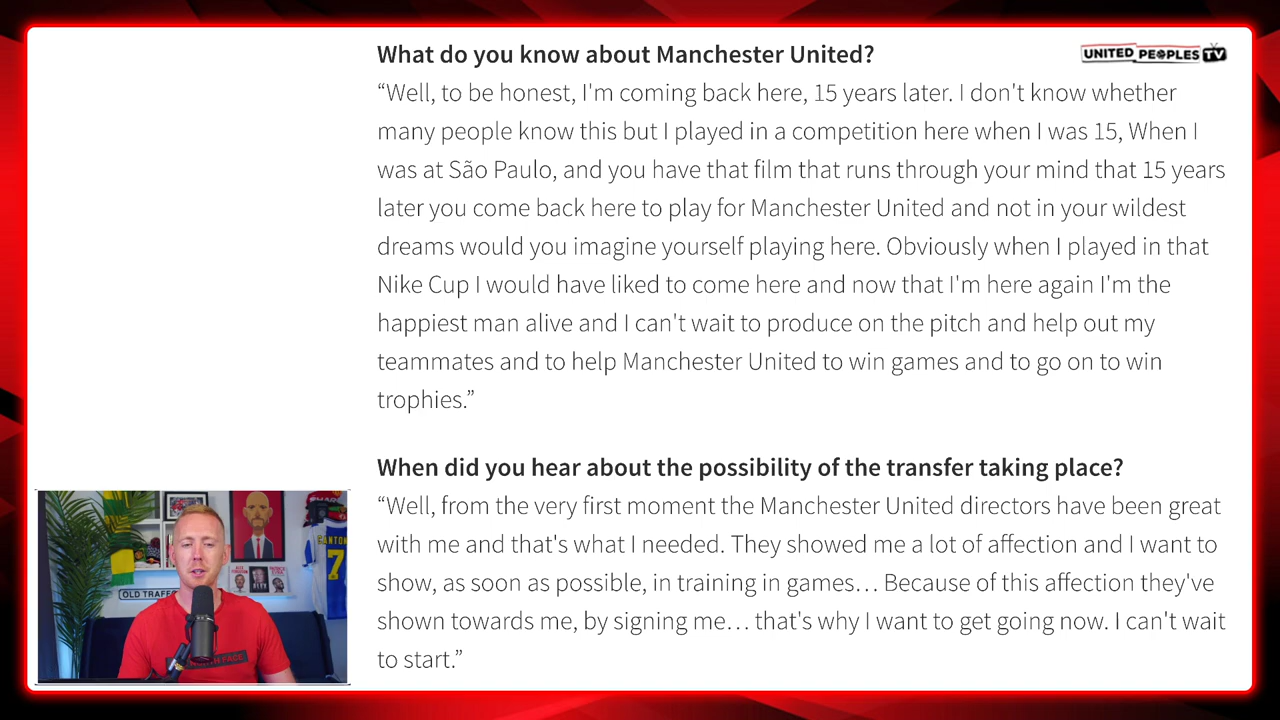 What do you know about Manchester United?
UNITED PEOPLES TV
“Well, to be honest, I'm coming back here, 15 years later. I don't know whether
many people know this but I played in a competition here when I was 15, When I
was at São Paulo, and you have that film that runs through your mind that 15 years
later you come back here to play for Manchester United and not in your wildest
dreams would you imagine yourself playing here. Obviously when I played in that
Nike Cup I would have liked to come here and now that I'm here again I'm the
happiest man alive and I can't wait to produce on the pitch and help out my
teammates and to help Manchester United to win games and to go on to win
trophies.”
When did you hear about the possibility of the transfer taking place?
“Well, from the very first moment the Manchester United directors have been great
with me and that's what I needed. They showed me a lot of affection and I want to
show, as soon as possible, in training in games… Because of this affection they've
shown towards me, by signing me… that's why I want to get going now. I can't wait
to start.”
OLD TRAFF
7